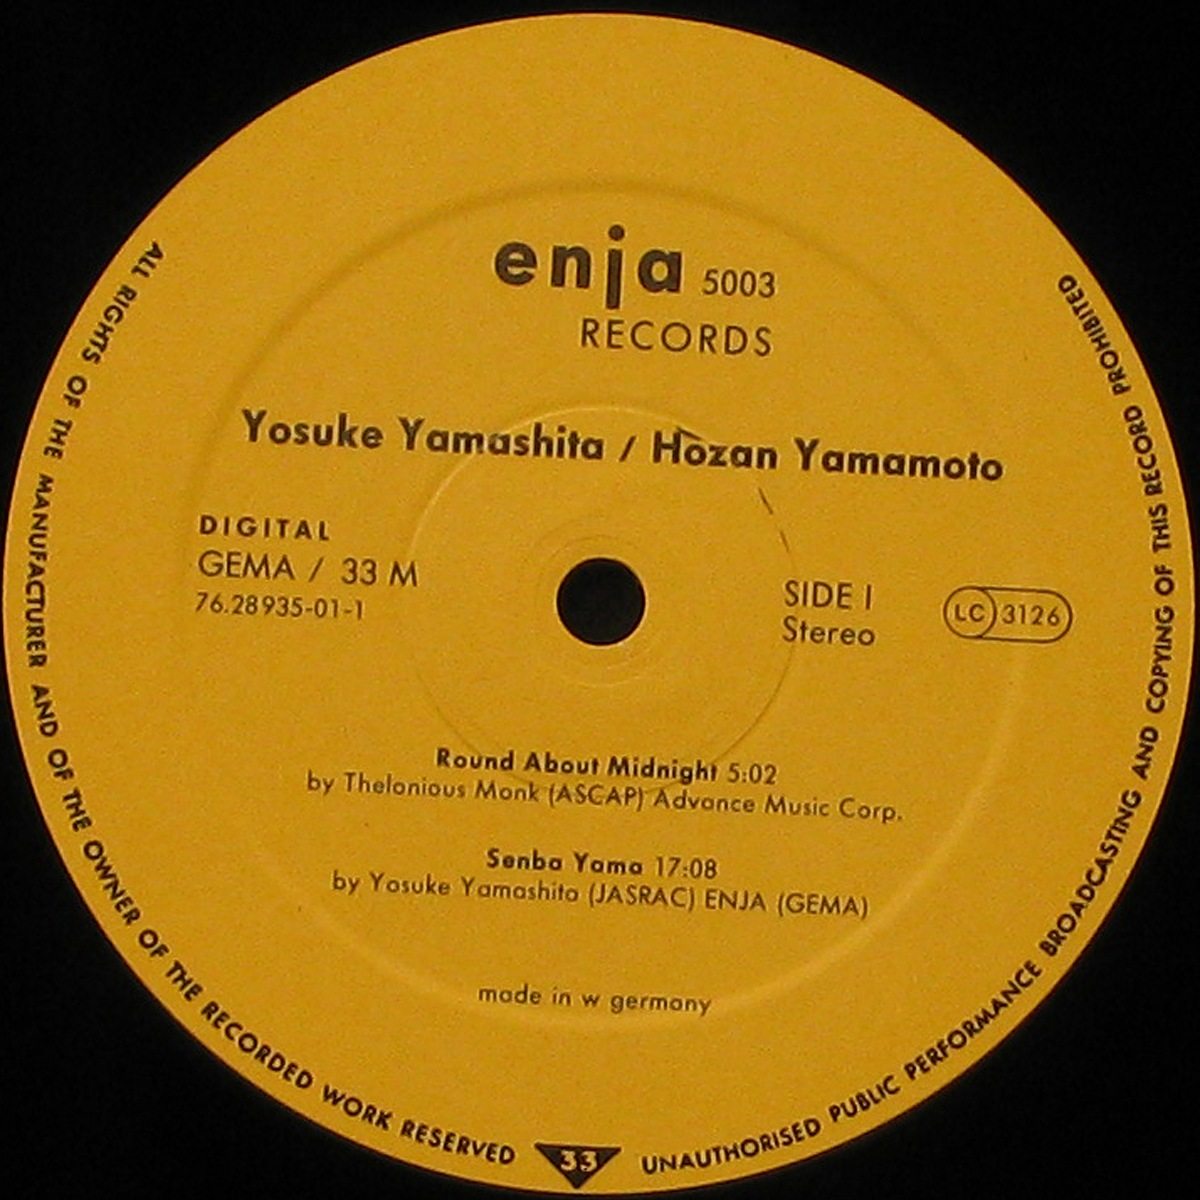 enja 5003
RECORDS
Yosuke Yamashita / Hozan Yamamoto
DIGITAL
GEMA / 33 M
76.28935-01-1
SIDE I
Stereo
LC 3126
Round About Midnight 5:02
by Thelonious Monk (ASCAP) Advance Music Corp.
Senba Yama 17:08
by Yosuke Yamashita (JASRAC) ENJA (GEMA)
made in w germany
ALL RIGHTS OF THE MANUFACTURER AND OF THE OWNER OF THE RECORDED WORK RESERVED
33
UNAUTHORISED PUBLIC PERFORMANCE BROADCASTING AND COPYING OF THIS RECORD PROHIBITED